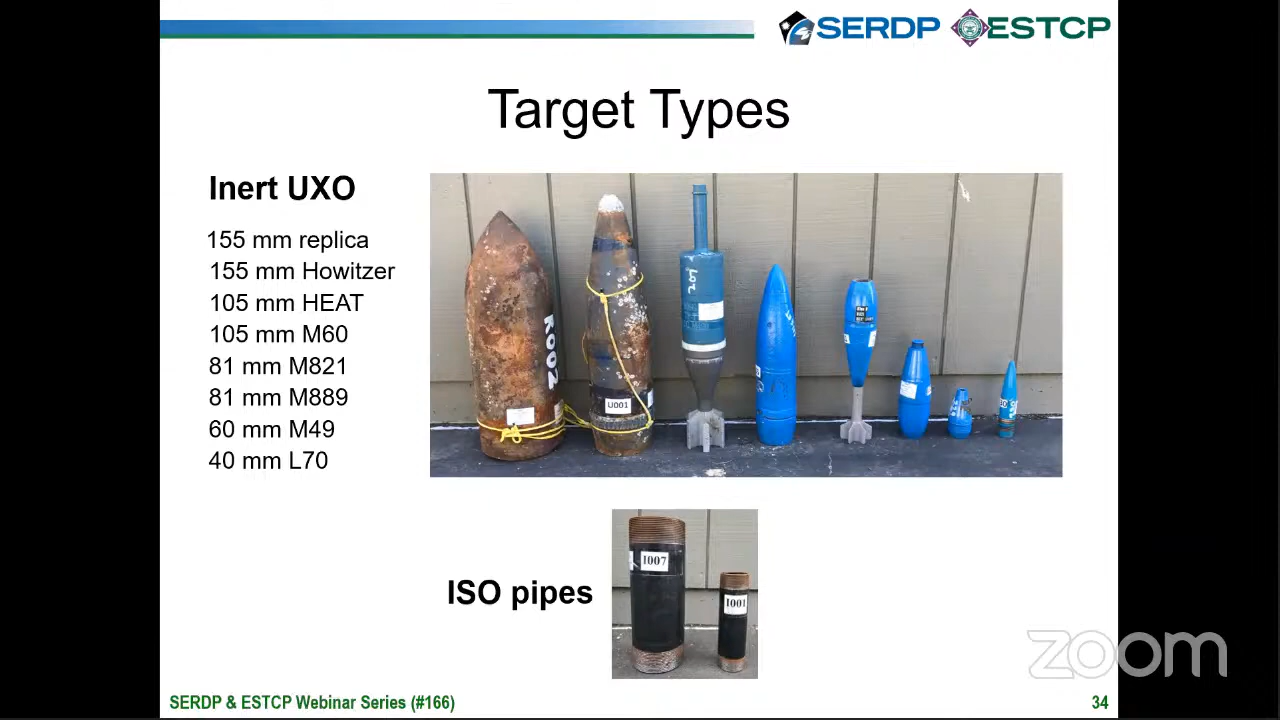 SERDP ESTCP
Target Types
Inert UXO
155 mm replica
155 mm Howitzer
105 mm HEAT
105 mm M60
81 mm M821
81 mm M889
60 mm M49
40 mm L70
K002
U001
ISO pipes
I007
I001
zoom
SERDP & ESTCP Webinar Series (#166)
34